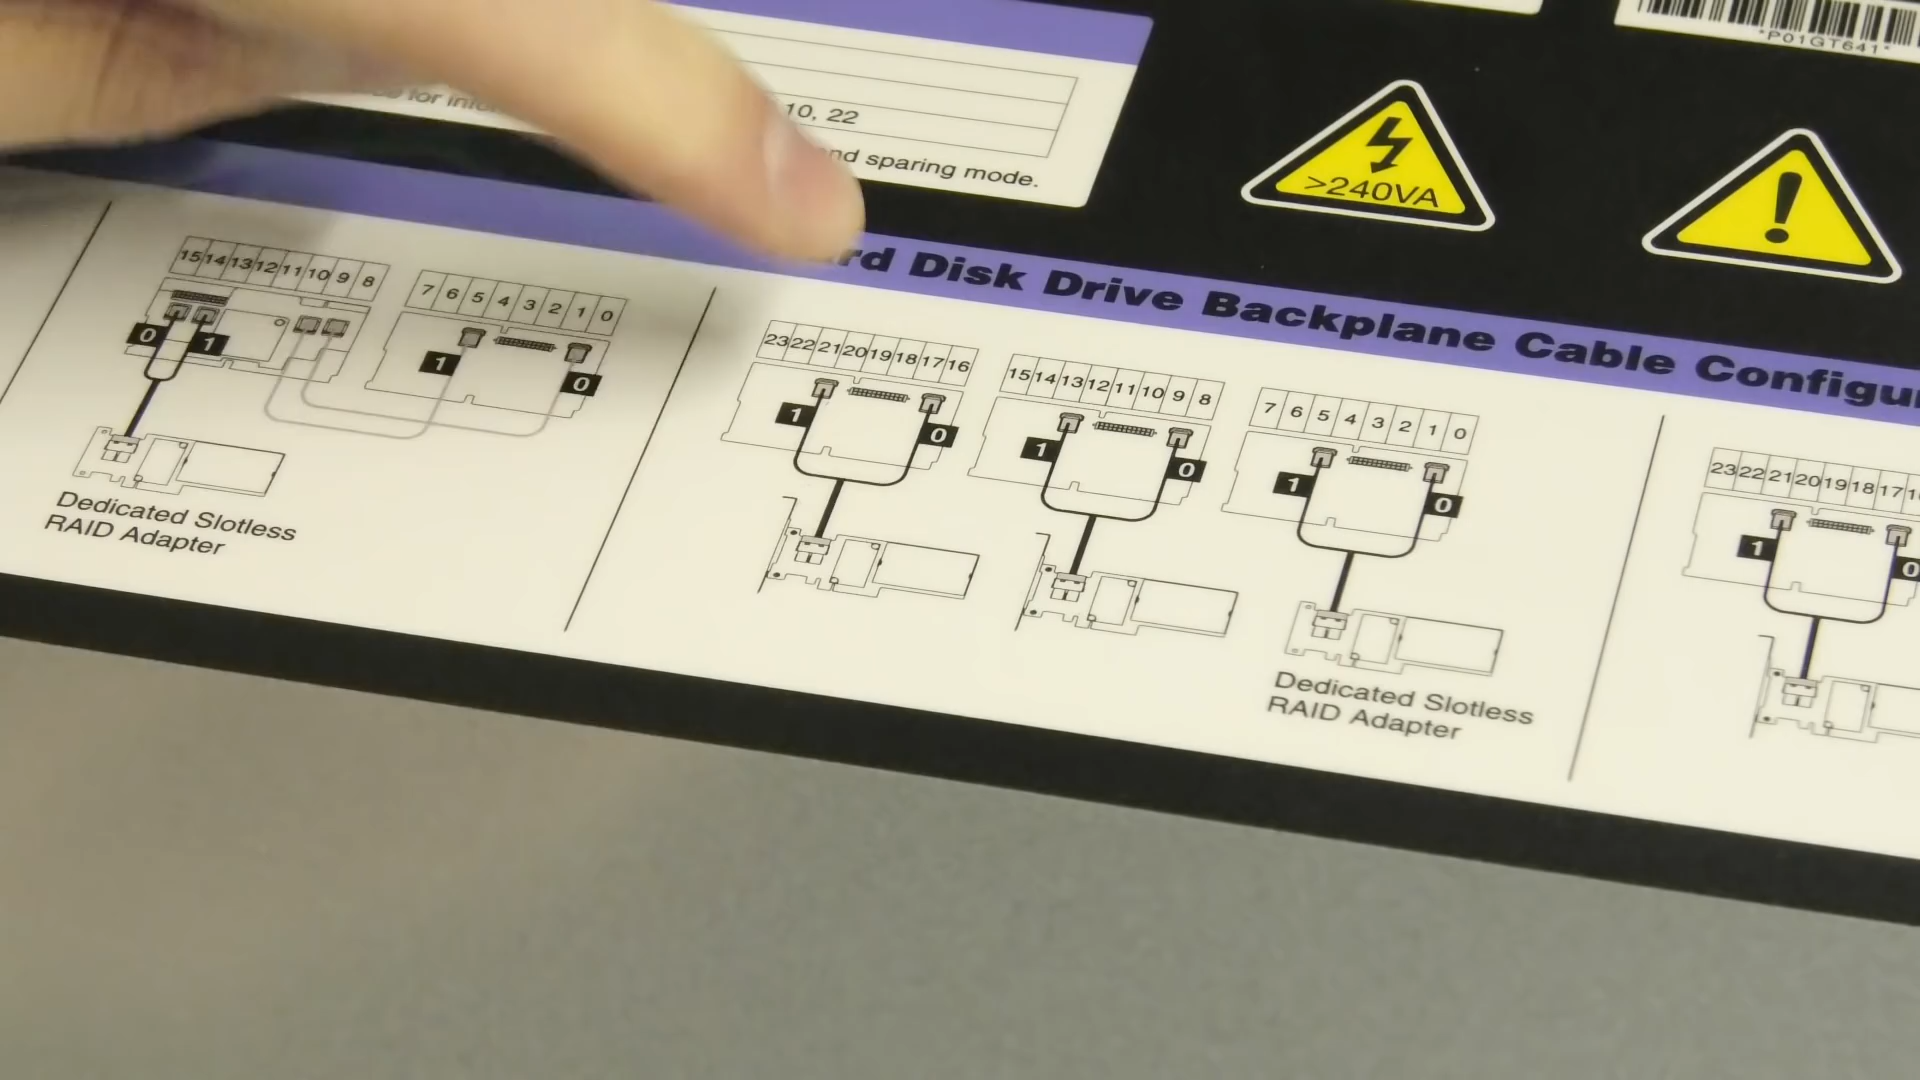 *P01GT641*
for
10, 22
and sparing mode.
>240VA
!
Disk Drive Backplane Cable
15 14 13 12 11 10 9 8
7 6 5 4 3 2 1 0
0
1
1
0
Dedicated Slotless
RAID Adapter
23 22 21 20 19 18 17 16
15 14 13 12 11 10 9 8
7 6 5 4 3 2 1 0
1
0
1
0
1
0
Dedicated Slotless
RAID Adapter
23 22 21 20 19 18 17
1
0